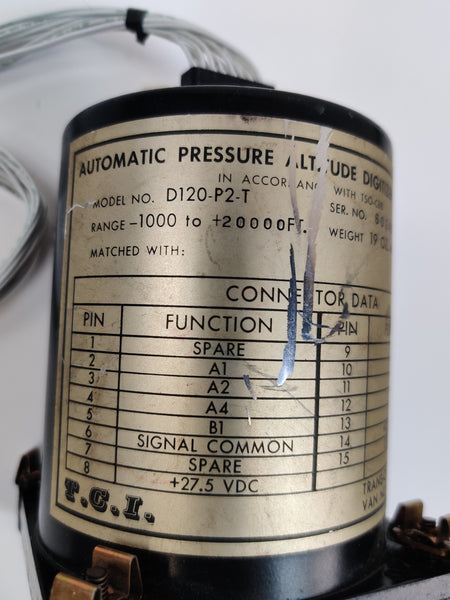 AUTOMATIC PRESSURE ALTITUDE
IN ACCORDANCE WITH TSO-C88
MODEL NO. D120-P2-T SER. NO.
RANGE -1000 to +20000FT. WEIGHT 19
MATCHED WITH:
CONNECTOR DATA
PIN FUNCTION PIN
1 SPARE 9
2 A1 10
3 A2 11
4 A4 12
5 B1 13
6 SIGNAL COMMON 14
7 SPARE 15
8 +27.5 VDC
T.C.I.